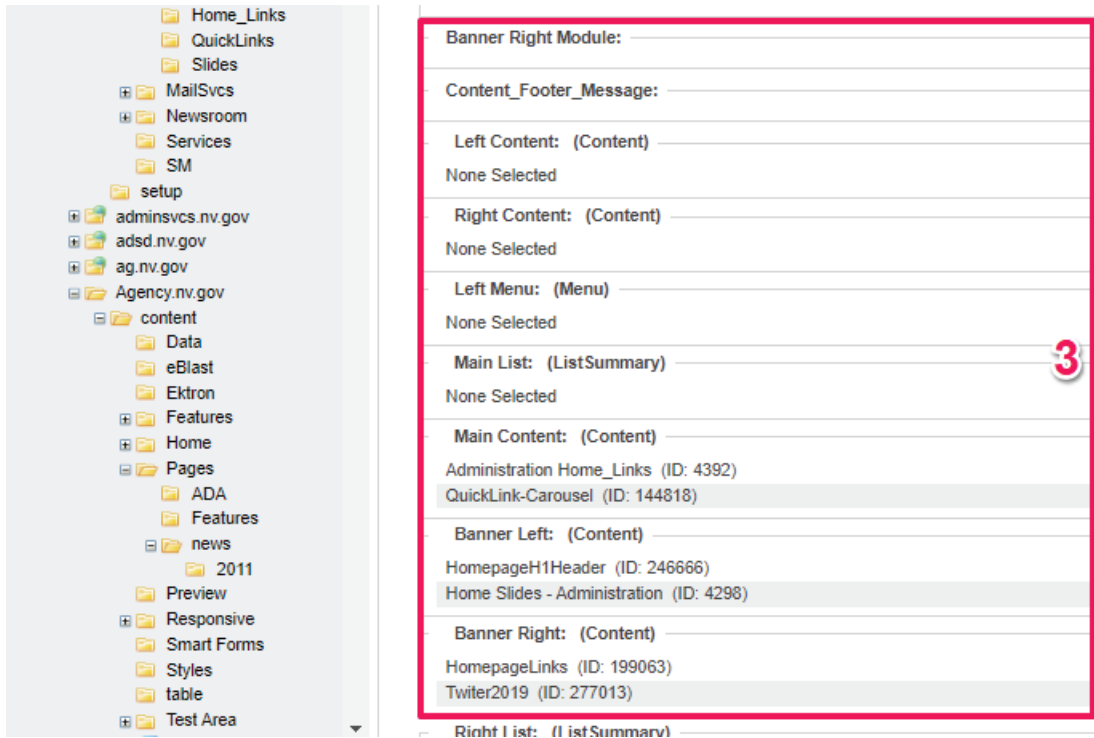 Home_Links
QuickLinks
Slides
MailSvcs
Newsroom
Services
SM
setup
adminsvcs.nv.gov
adsd.nv.gov
ag.nv.gov
Agency.nv.gov
content
Data
eBlast
Ektron
Features
Home
Pages
ADA
Features
news
2011
Preview
Responsive
Smart Forms
Styles
table
Test Area
Banner Right Module:
Content_Footer_Message:
Left Content: (Content)
None Selected
Right Content: (Content)
None Selected
Left Menu: (Menu)
None Selected
Main List: (ListSummary)
3
None Selected
Main Content: (Content)
Administration Home_Links (ID: 4392)
QuickLink-Carousel (ID: 144818)
Banner Left: (Content)
HomepageH1Header (ID: 246666)
Home Slides - Administration (ID: 4298)
Banner Right: (Content)
HomepageLinks (ID: 199063)
Twiter2019 (ID: 277013)
Right List: (ListSummary)